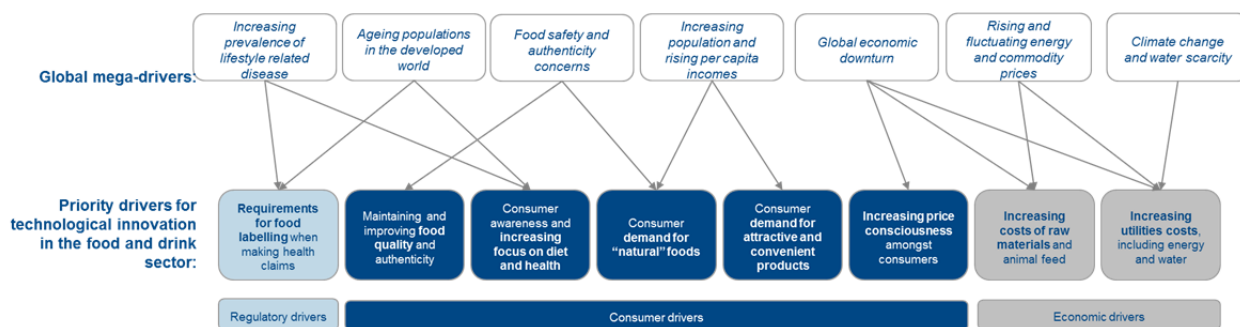 Global mega-drivers:
Increasing
prevalence of
lifestyle related
disease
Ageing populations
in the developed
world
Food safety and
authenticity
concerns
Increasing
population and
rising per capita
incomes
Global economic
downturn
Rising and
fluctuating energy
and commodity
prices
Climate change
and water scarcity
Priority drivers for
technological innovation
in the food and drink
sector:
Requirements
for food
labelling when
making health
claims
Maintaining and
improving food
quality and
authenticity
Consumer
awareness and
increasing
focus on diet
and health
Consumer
demand for
"natural" foods
Consumer
demand for
attractive and
convenient
products
Increasing price
consciousness
amongst
consumers
Increasing
costs of raw
materials and
animal feed
Increasing
utilities costs,
including energy
and water
Regulatory drivers
Consumer drivers
Economic drivers